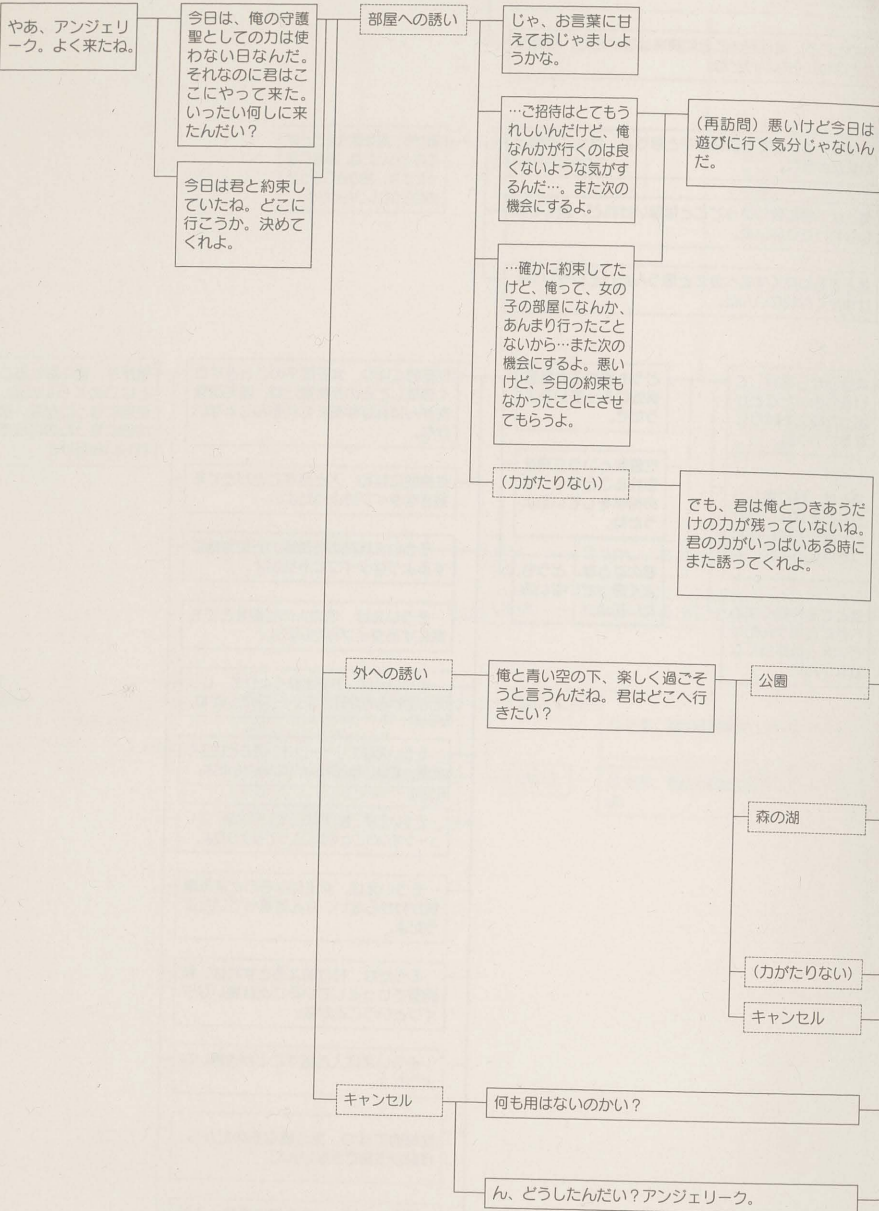 やあ、アンジェリ
ーク。よく来たね。
今日は、俺の守護
聖としての力は使
わない日なんだ。
それなのに君はこ
こにやって来た。
いったい何しに来
たんだい？
今日は君と約束し
ていたね。どこに
行こうか。決めて
くれよ。
部屋への誘い
じゃ、お言葉に甘
えておじゃましよ
うかな。
…ご招待はとてもう
れしいんだけど、俺
なんかが行くのは良
くないような気がす
るんだ…。また次の
機会にするよ。
（再訪問）悪いけど今日は
遊びに行く気分じゃないん
だ。
…確かに約束してた
けど、俺って、女の
子の部屋になんか、
あんまり行ったこと
ないから…また次の
機会にするよ。悪い
けど、今日の約束も
なかったことにさせ
てもらうよ。
（力がたりない）
でも、君は俺とつきあうだ
けの力が残っていないね。
君の力がいっぱいある時に
また誘ってくれよ。
外への誘い
俺と青い空の下、楽しく過ごそ
うと言うんだね。君はどこへ行
きたい？
公園
森の湖
（力がたりない）
キャンセル
キャンセル
何も用はないのかい？
ん、どうしたんだい？アンジェリーク。